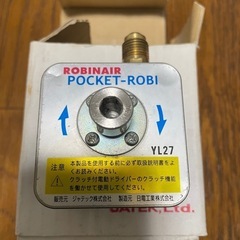 ROBINAIR
POCKET-ROBI
YL27
注意
本製品を使用する前に必ず取扱説明書を
お読みください。
クラッチ付電動ドライバーのクラッチ機能
を働かせて使用してください。
販売元 ジャテック株式会社 製造元 日電工業株式会社
JATEK, Ltd.